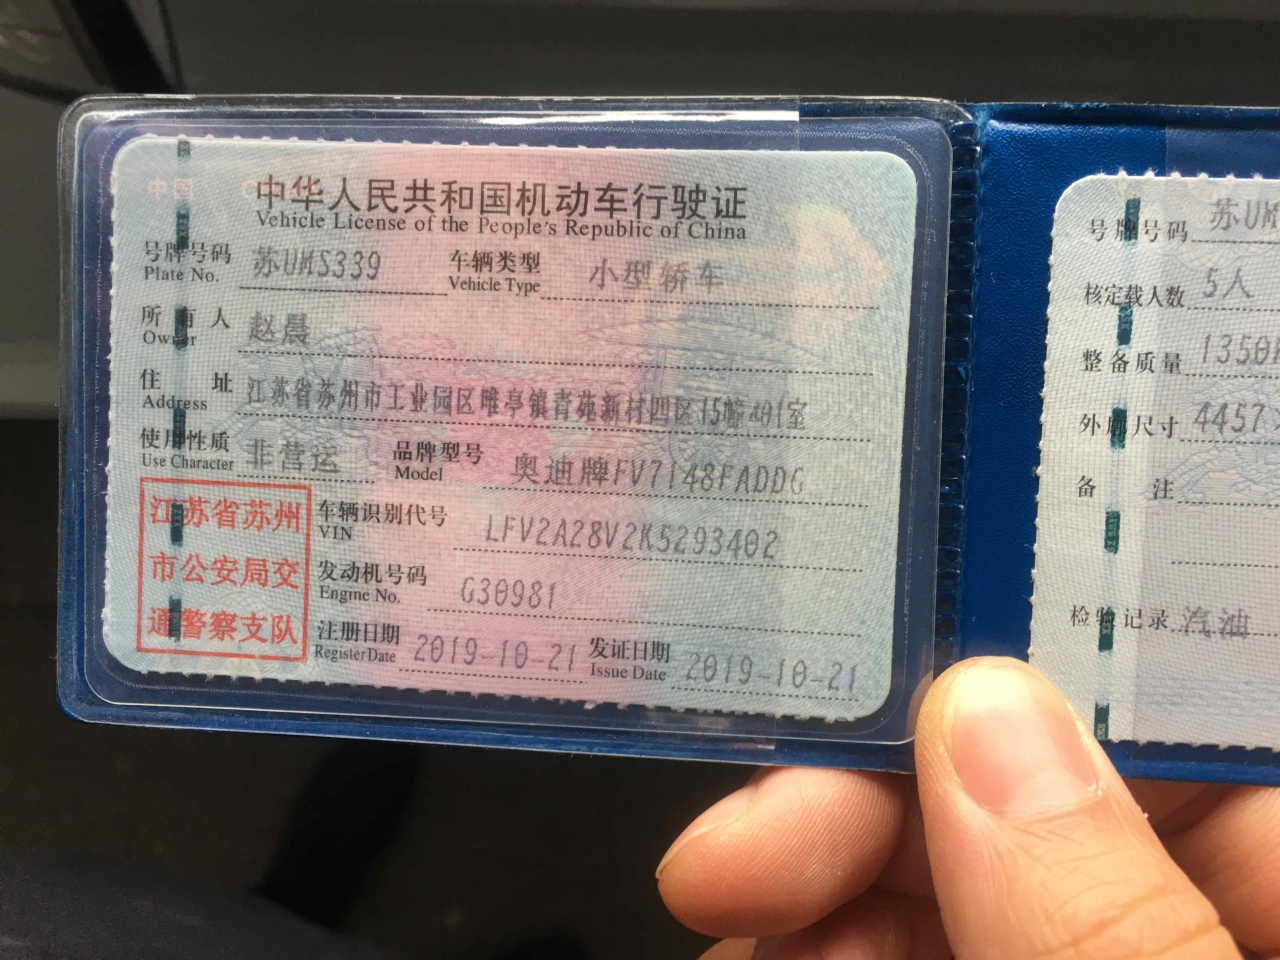 中华人民共和国机动车行驶证
Vehicle License of the People's Republic of China
号牌号码 苏UM5339 车辆类型 小型轿车
Plate No. Vehicle Type
所有人 赵晨
Owner
住址 江苏省苏州市工业园区唯亭镇青苑新村四区15幢401室
Address
使用性质 非营运 品牌型号 奥迪牌FV7148FADDG
Use Character Model
江苏省苏州
市公安局交
通警察支队
车辆识别代号 LFV2A28V2K5293402
VIN
发动机号码 G30981
Engine No.
注册日期 2019-10-21 发证日期 2019-10-21
Register Date Issue Date
号牌号码 苏UM
核定载人数 5人
整备质量 1350
外廓尺寸 4457
备注
检验记录 汽油